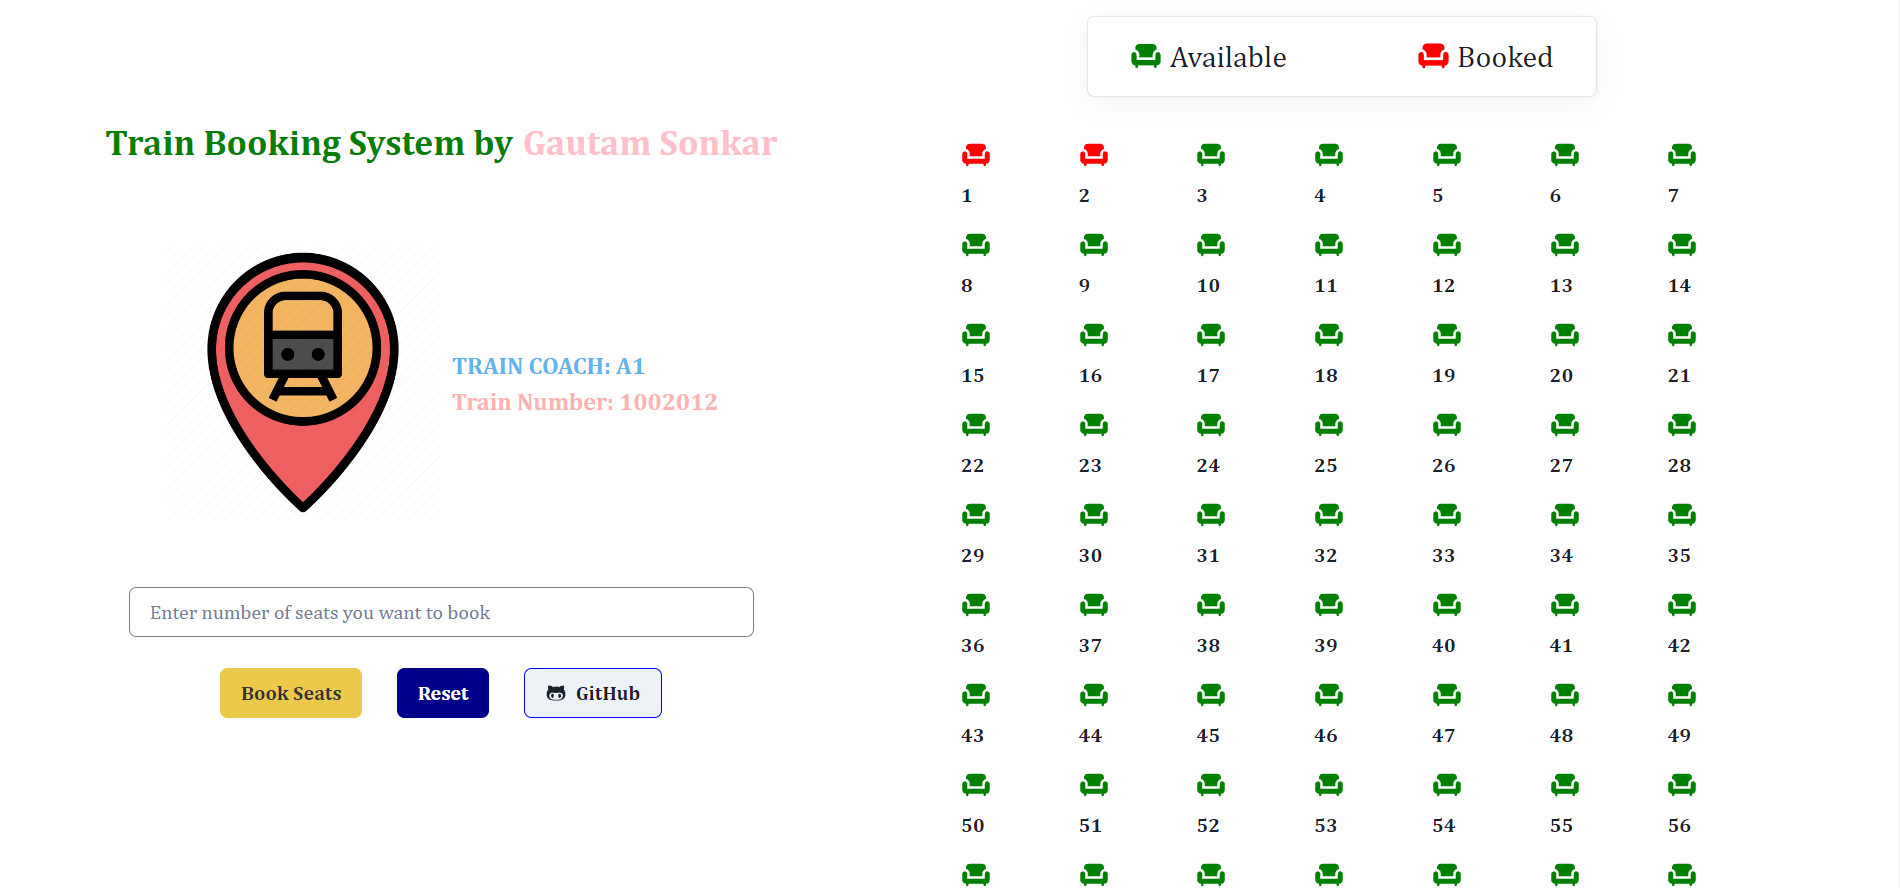 Available Booked
Train Booking System by Gautam Sonkar
1 2 3 4 5 6 7
8 9 10 11 12 13 14
TRAIN COACH: A1
Train Number: 1002012
15 16 17 18 19 20 21
22 23 24 25 26 27 28
29 30 31 32 33 34 35
Enter number of seats you want to book
36 37 38 39 40 41 42
Book Seats Reset GitHub
43 44 45 46 47 48 49
50 51 52 53 54 55 56